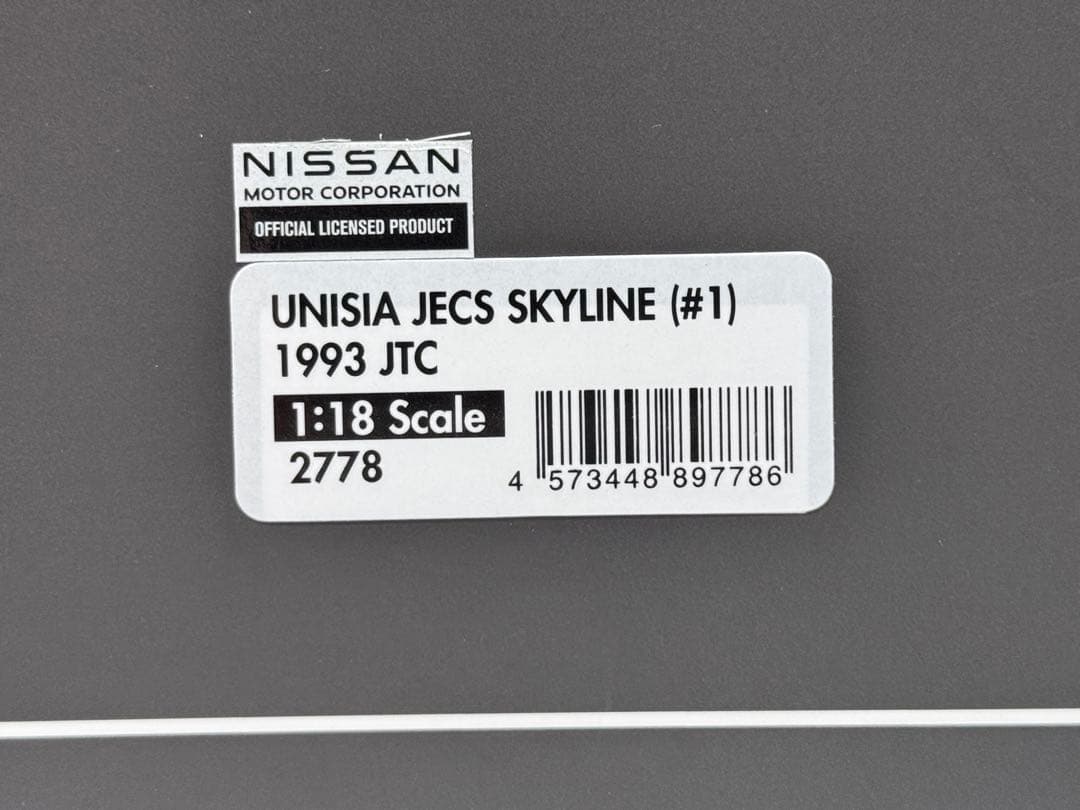 NISSAN
MOTOR CORPORATION
OFFICIAL LICENSED PRODUCT
UNISIA JECS SKYLINE (#1)
1993 JTC
1:18 Scale
2778
4 573448 897786